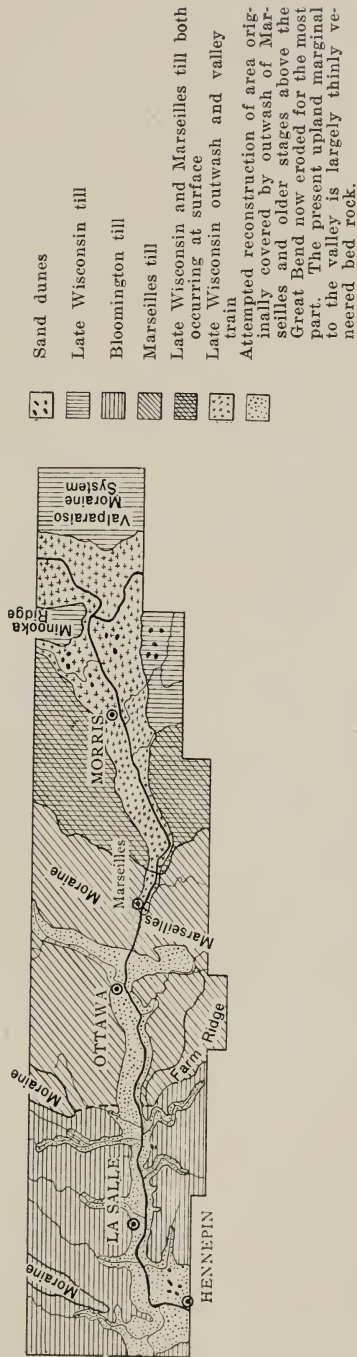 Valparaiso
Moraine
System
Minooka
Ridge
MORRIS
Moraine
Marseilles
Marseilles
OTTAWA
Farm Ridge
Moraine
LA SALLE
Moraine
HENNEPIN
Sand dunes
Late Wisconsin till
Bloomington till
Marseilles till
Late Wisconsin and Marseilles till both
occurring at surface
Late Wisconsin outwash and valley
train
Attempted reconstruction of area orig-
inally covered by outwash of Mar-
seilles and older stages above the
Great Bend now eroded for the most
part. The present upland marginal
to the valley is largely thinly ve-
neered bed rock.